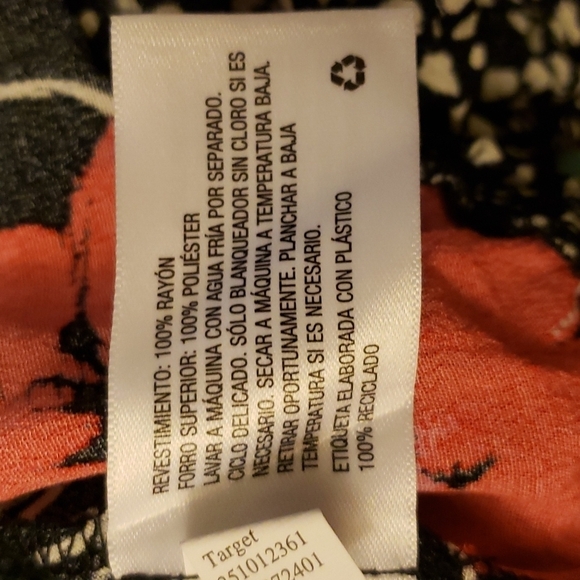 REVESTIMIENTO: 100% RAYÓN
FORRO SUPERIOR: 100% POLIÉSTER
LAVAR A MÁQUINA CON AGUA FRÍA POR SEPARADO.
CICLO DELICADO. SÓLO BLANQUEADOR SIN CLORO SI ES
NECESARIO. SECAR A MÁQUINA A TEMPERATURA BAJA.
RETIRAR OPORTUNAMENTE. PLANCHAR A BAJA
TEMPERATURA SI ES NECESARIO.
ETIQUETA ELABORADA CON PLÁSTICO
100% RECICLADO
Target